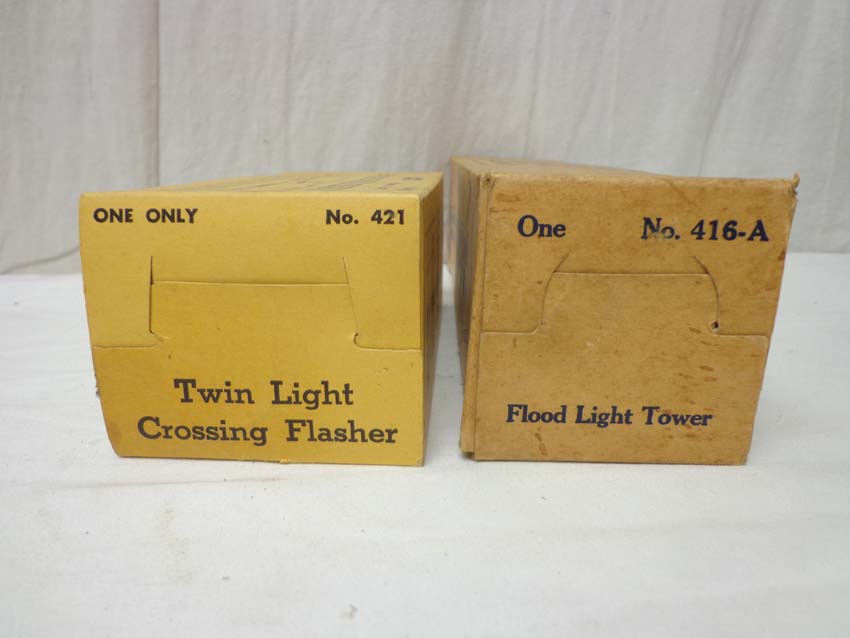 ONE ONLY No. 421
Twin Light
Crossing Flasher
One No. 416-A
Flood Light Tower